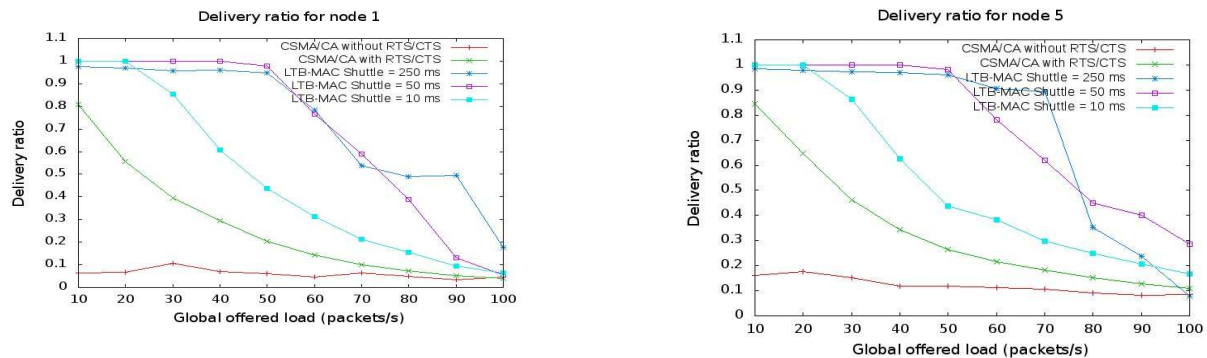 Delivery ratio for node 1
CSMA/CA without RTS/CTS
CSMA/CA with RTS/CTS
LTB-MAC Shuttle = 250 ms
LTB-MAC Shuttle = 50 ms
LTB-MAC Shuttle = 10 ms
Delivery ratio
1.1
1
0.9
0.8
0.7
0.6
0.5
0.4
0.3
0.2
0.1
0
10 20 30 40 50 60 70 80 90 100
Global offered load (packets/s)
Delivery ratio for node 5
CSMA/CA without RTS/CTS
CSMA/CA with RTS/CTS
LTB-MAC Shuttle = 250 ms
LTB-MAC Shuttle = 50 ms
LTB-MAC Shuttle = 10 ms
Delivery ratio
1.1
1
0.9
0.8
0.7
0.6
0.5
0.4
0.3
0.2
0.1
0
10 20 30 40 50 60 70 80 90 100
Global offered load (packets/s)